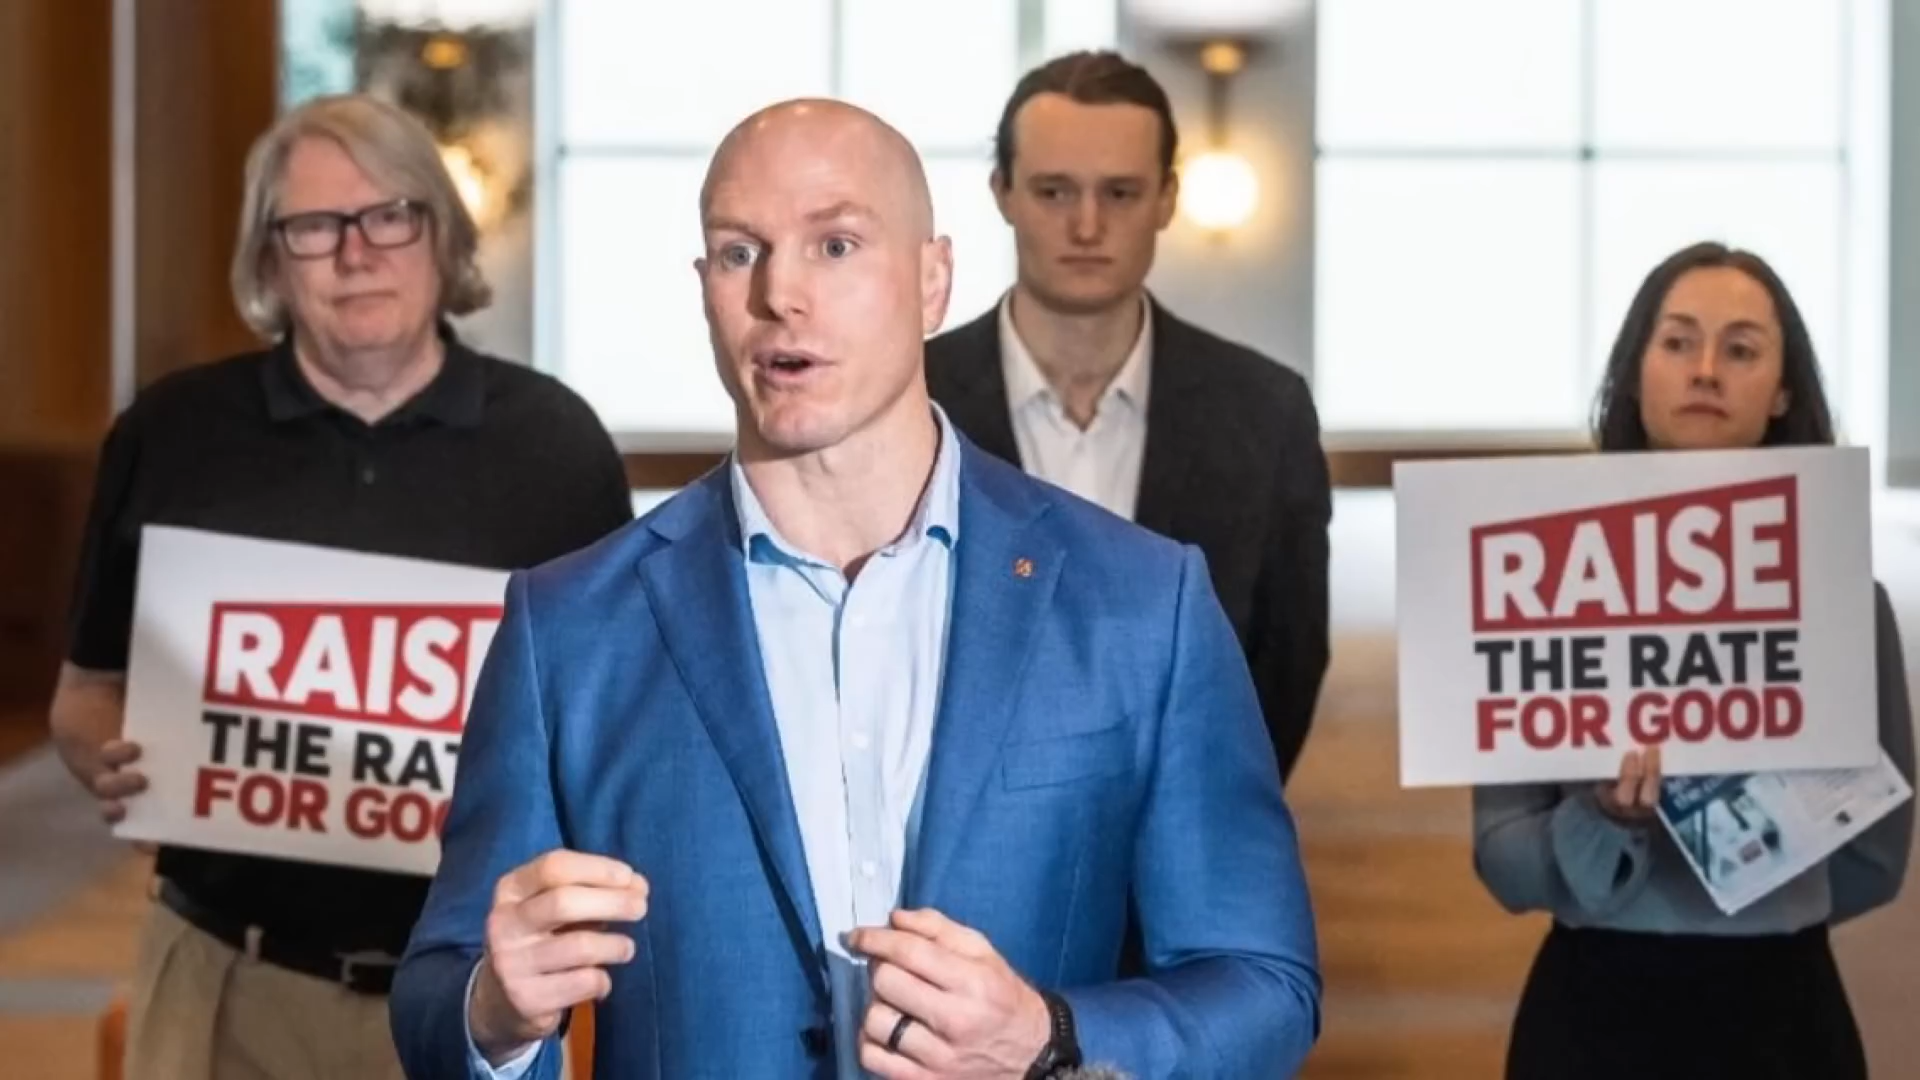 RAISE
THE RAT
FOR GOO
RAISE
THE RATE
FOR GOOD